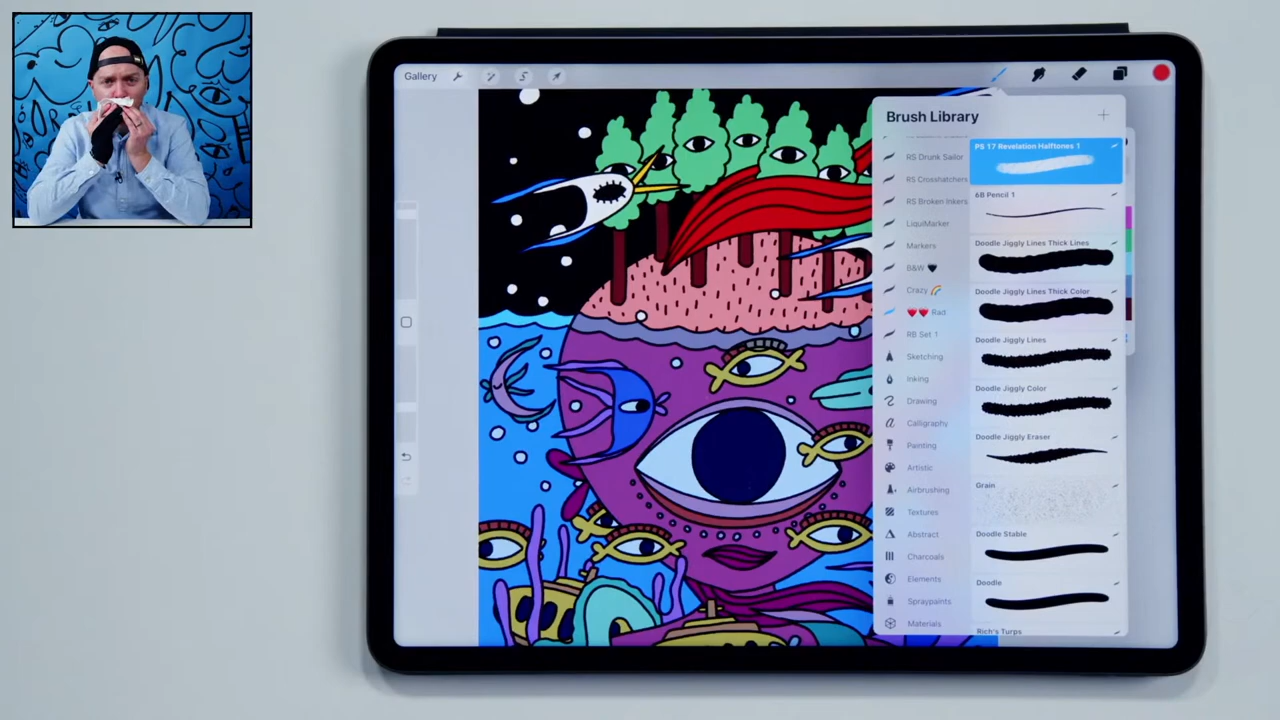 Gallery
Brush Library
RS Drunk Sailor
RS Crosshatchers
RS Broken Inkers
LiquiMarker
Markers
B&W 🖤
Crazy 🌈
❤️❤️ Rad
RB Set 1
Sketching
Inking
Drawing
Calligraphy
Painting
Artistic
Airbrushing
Textures
Abstract
Charcoals
Elements
Spraypaints
Materials
PS 17 Revelation Halftones 1
6B Pencil 1
Doodle Jiggly Lines Thick Lines
Doodle Jiggly Lines Thick Color
Doodle Jiggly Lines
Doodle Jiggly Color
Doodle Jiggly Eraser
Grain
Doodle Stable
Doodle
Rich's Turps